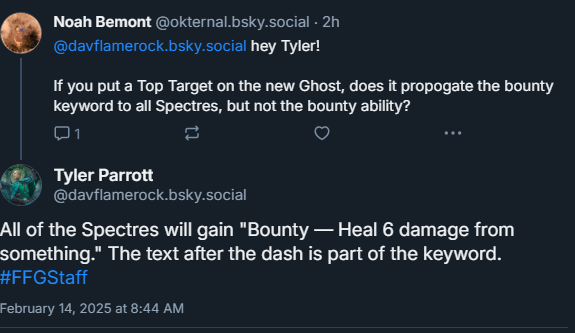 Noah Bemont @okternal.bsky.social · 2h
@davflamerock.bsky.social hey Tyler!
If you put a Top Target on the new Ghost, does it propogate the bounty
keyword to all Spectres, but not the bounty ability?
1
Tyler Parrott
@davflamerock.bsky.social
All of the Spectres will gain "Bounty — Heal 6 damage from
something." The text after the dash is part of the keyword.
#FFGStaff
February 14, 2025 at 8:44 AM